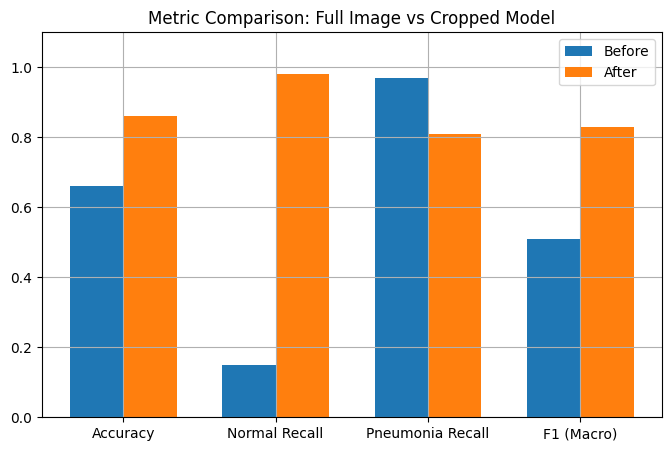 Metric Comparison: Full Image vs Cropped Model
Before
After
1.0
0.8
0.6
0.4
0.2
0.0
Accuracy
Normal Recall
Pneumonia Recall
F1 (Macro)